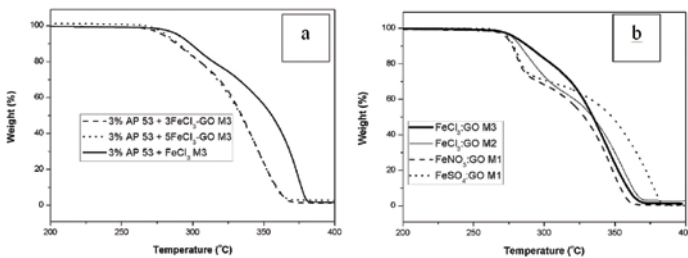 a
Weight (%)
100
80
60
40
20
0
3% AP 53 + 3FeCl3-GO M3
3% AP 53 + 5FeCl3-GO M3
3% AP 53 + FeCl3 M3
200
250
300
350
400
Temperature (°C)
b
Weight (%)
100
80
60
40
20
0
FeCl3:GO M3
FeCl3:GO M2
FeNO3:GO M1
FeSO4:GO M1
200
250
300
350
400
Temperature (°C)